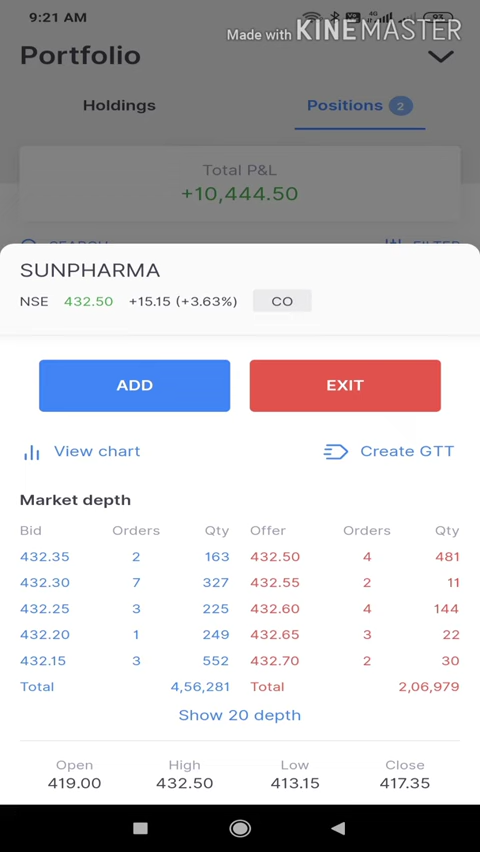 9:21 AM 4G 93
Made with KINEMASTER
Portfolio
Holdings Positions 2
Total P&L
+10,444.50
SEARCH FILTER
SUNPHARMA
NSE 432.50 +15.15 (+3.63%) CO
ADD EXIT
View chart Create GTT
Market depth
Bid Orders Qty Offer Orders Qty
432.35 2 163 432.50 4 481
432.30 7 327 432.55 2 11
432.25 3 225 432.60 4 144
432.20 1 249 432.65 3 22
432.15 3 552 432.70 2 30
Total 4,56,281 Total 2,06,979
Show 20 depth
Open High Low Close
419.00 432.50 413.15 417.35